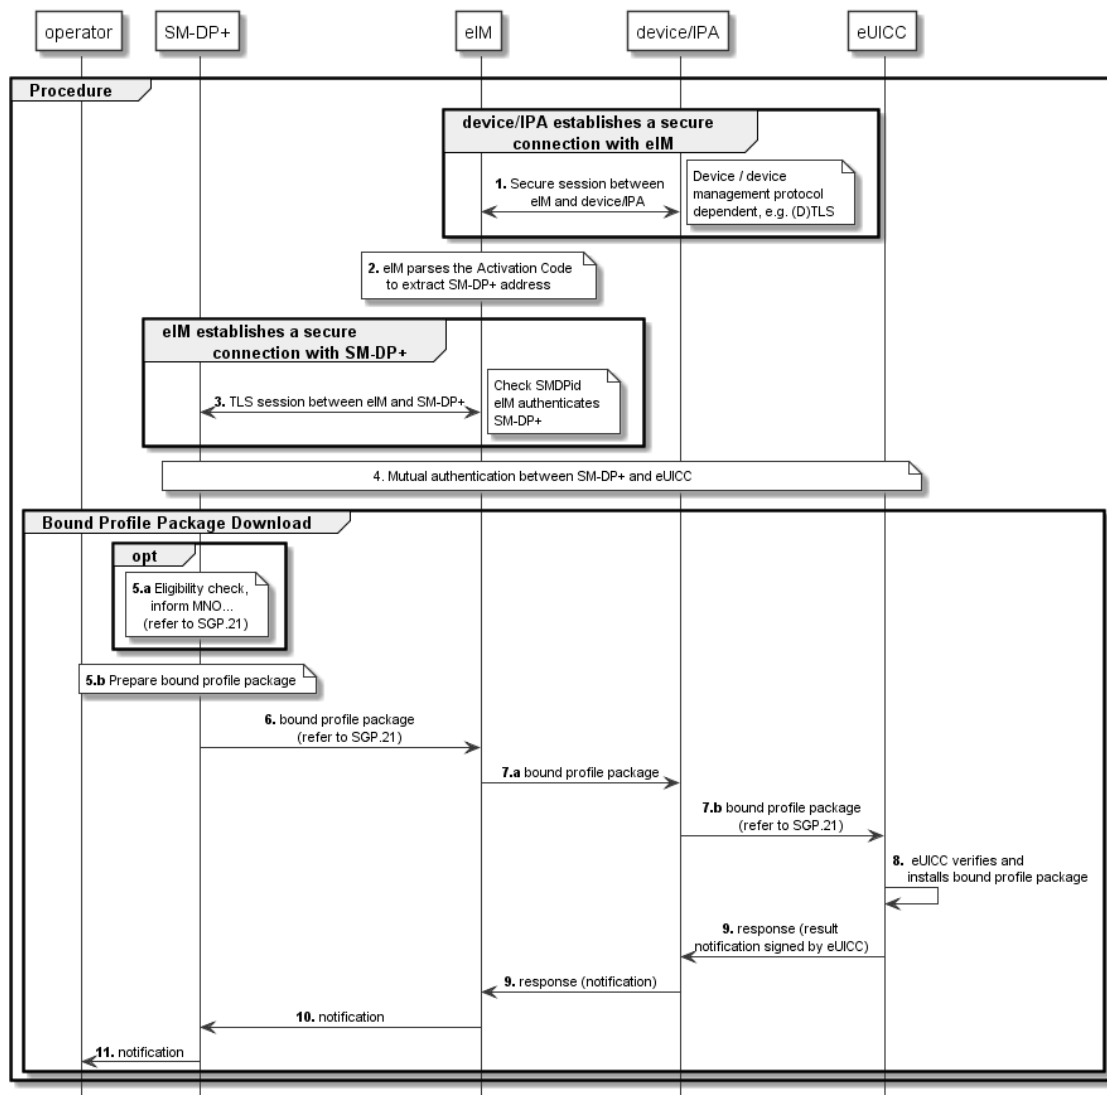 operator
SM-DP+
eIM
device/IPA
eUICC
Procedure
device/IPA establishes a secure
connection with eIM
1. Secure session between
eIM and device/IPA
Device / device
management protocol
dependent, e.g. (D)TLS
2. eIM parses the Activation Code
to extract SM-DP+ address
eIM establishes a secure
connection with SM-DP+
3. TLS session between eIM and SM-DP+
Check SMDPid
eIM authenticates
SM-DP+
4. Mutual authentication between SM-DP+ and eUICC
Bound Profile Package Download
opt
5.a Eligibility check,
inform MNO...
(refer to SGP.21)
5.b Prepare bound profile package
6. bound profile package
(refer to SGP.21)
7.a bound profile package
7.b bound profile package
(refer to SGP.21)
8. eUICC verifies and
installs bound profile package
9. response (result
notification signed by eUICC)
9. response (notification)
10. notification
11. notification